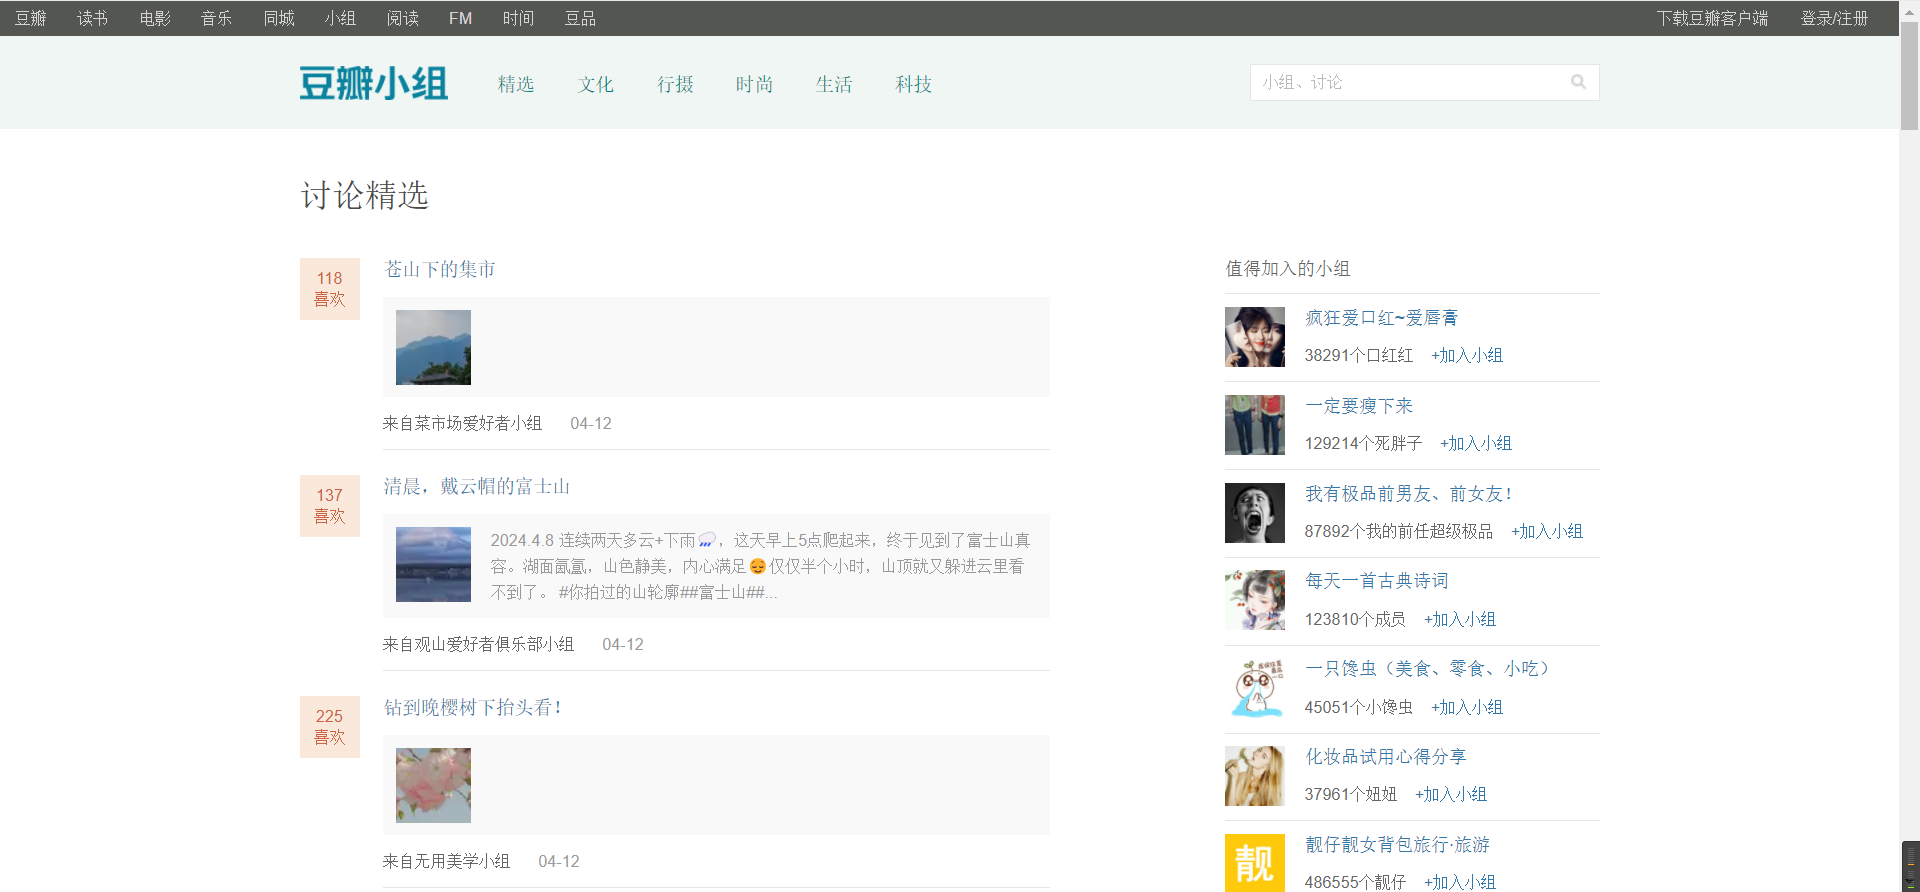 豆瓣 读书 电影 音乐 同城 小组 阅读 FM 时间 豆品 下载豆瓣客户端 登录/注册
豆瓣小组 精选 文化 行摄 时尚 生活 科技 小组、讨论
讨论精选
118
喜欢
苍山下的集市
来自菜市场爱好者小组 04-12
137
喜欢
清晨，戴云帽的富士山
2024.4.8 连续两天多云+下雨🌧️，这天早上5点爬起来，终于见到了富士山真
容。湖面氤氲，山色静美，内心满足😌仅仅半个小时，山顶就又躲进云里看
不到了。 #你拍过的山轮廓##富士山##...
来自观山爱好者俱乐部小组 04-12
225
喜欢
钻到晚樱树下抬头看！
来自无用美学小组 04-12
值得加入的小组
疯狂爱口红~爱唇膏
38291个口红红 +加入小组
一定要瘦下来
129214个死胖子 +加入小组
我有极品前男友、前女友！
87892个我的前任超级极品 +加入小组
每天一首古典诗词
123810个成员 +加入小组
一只馋虫（美食、零食、小吃）
45051个小馋虫 +加入小组
化妆品试用心得分享
37961个妞妞 +加入小组
靓
靓仔靓女背包旅行·旅游
486555个靓仔 +加入小组